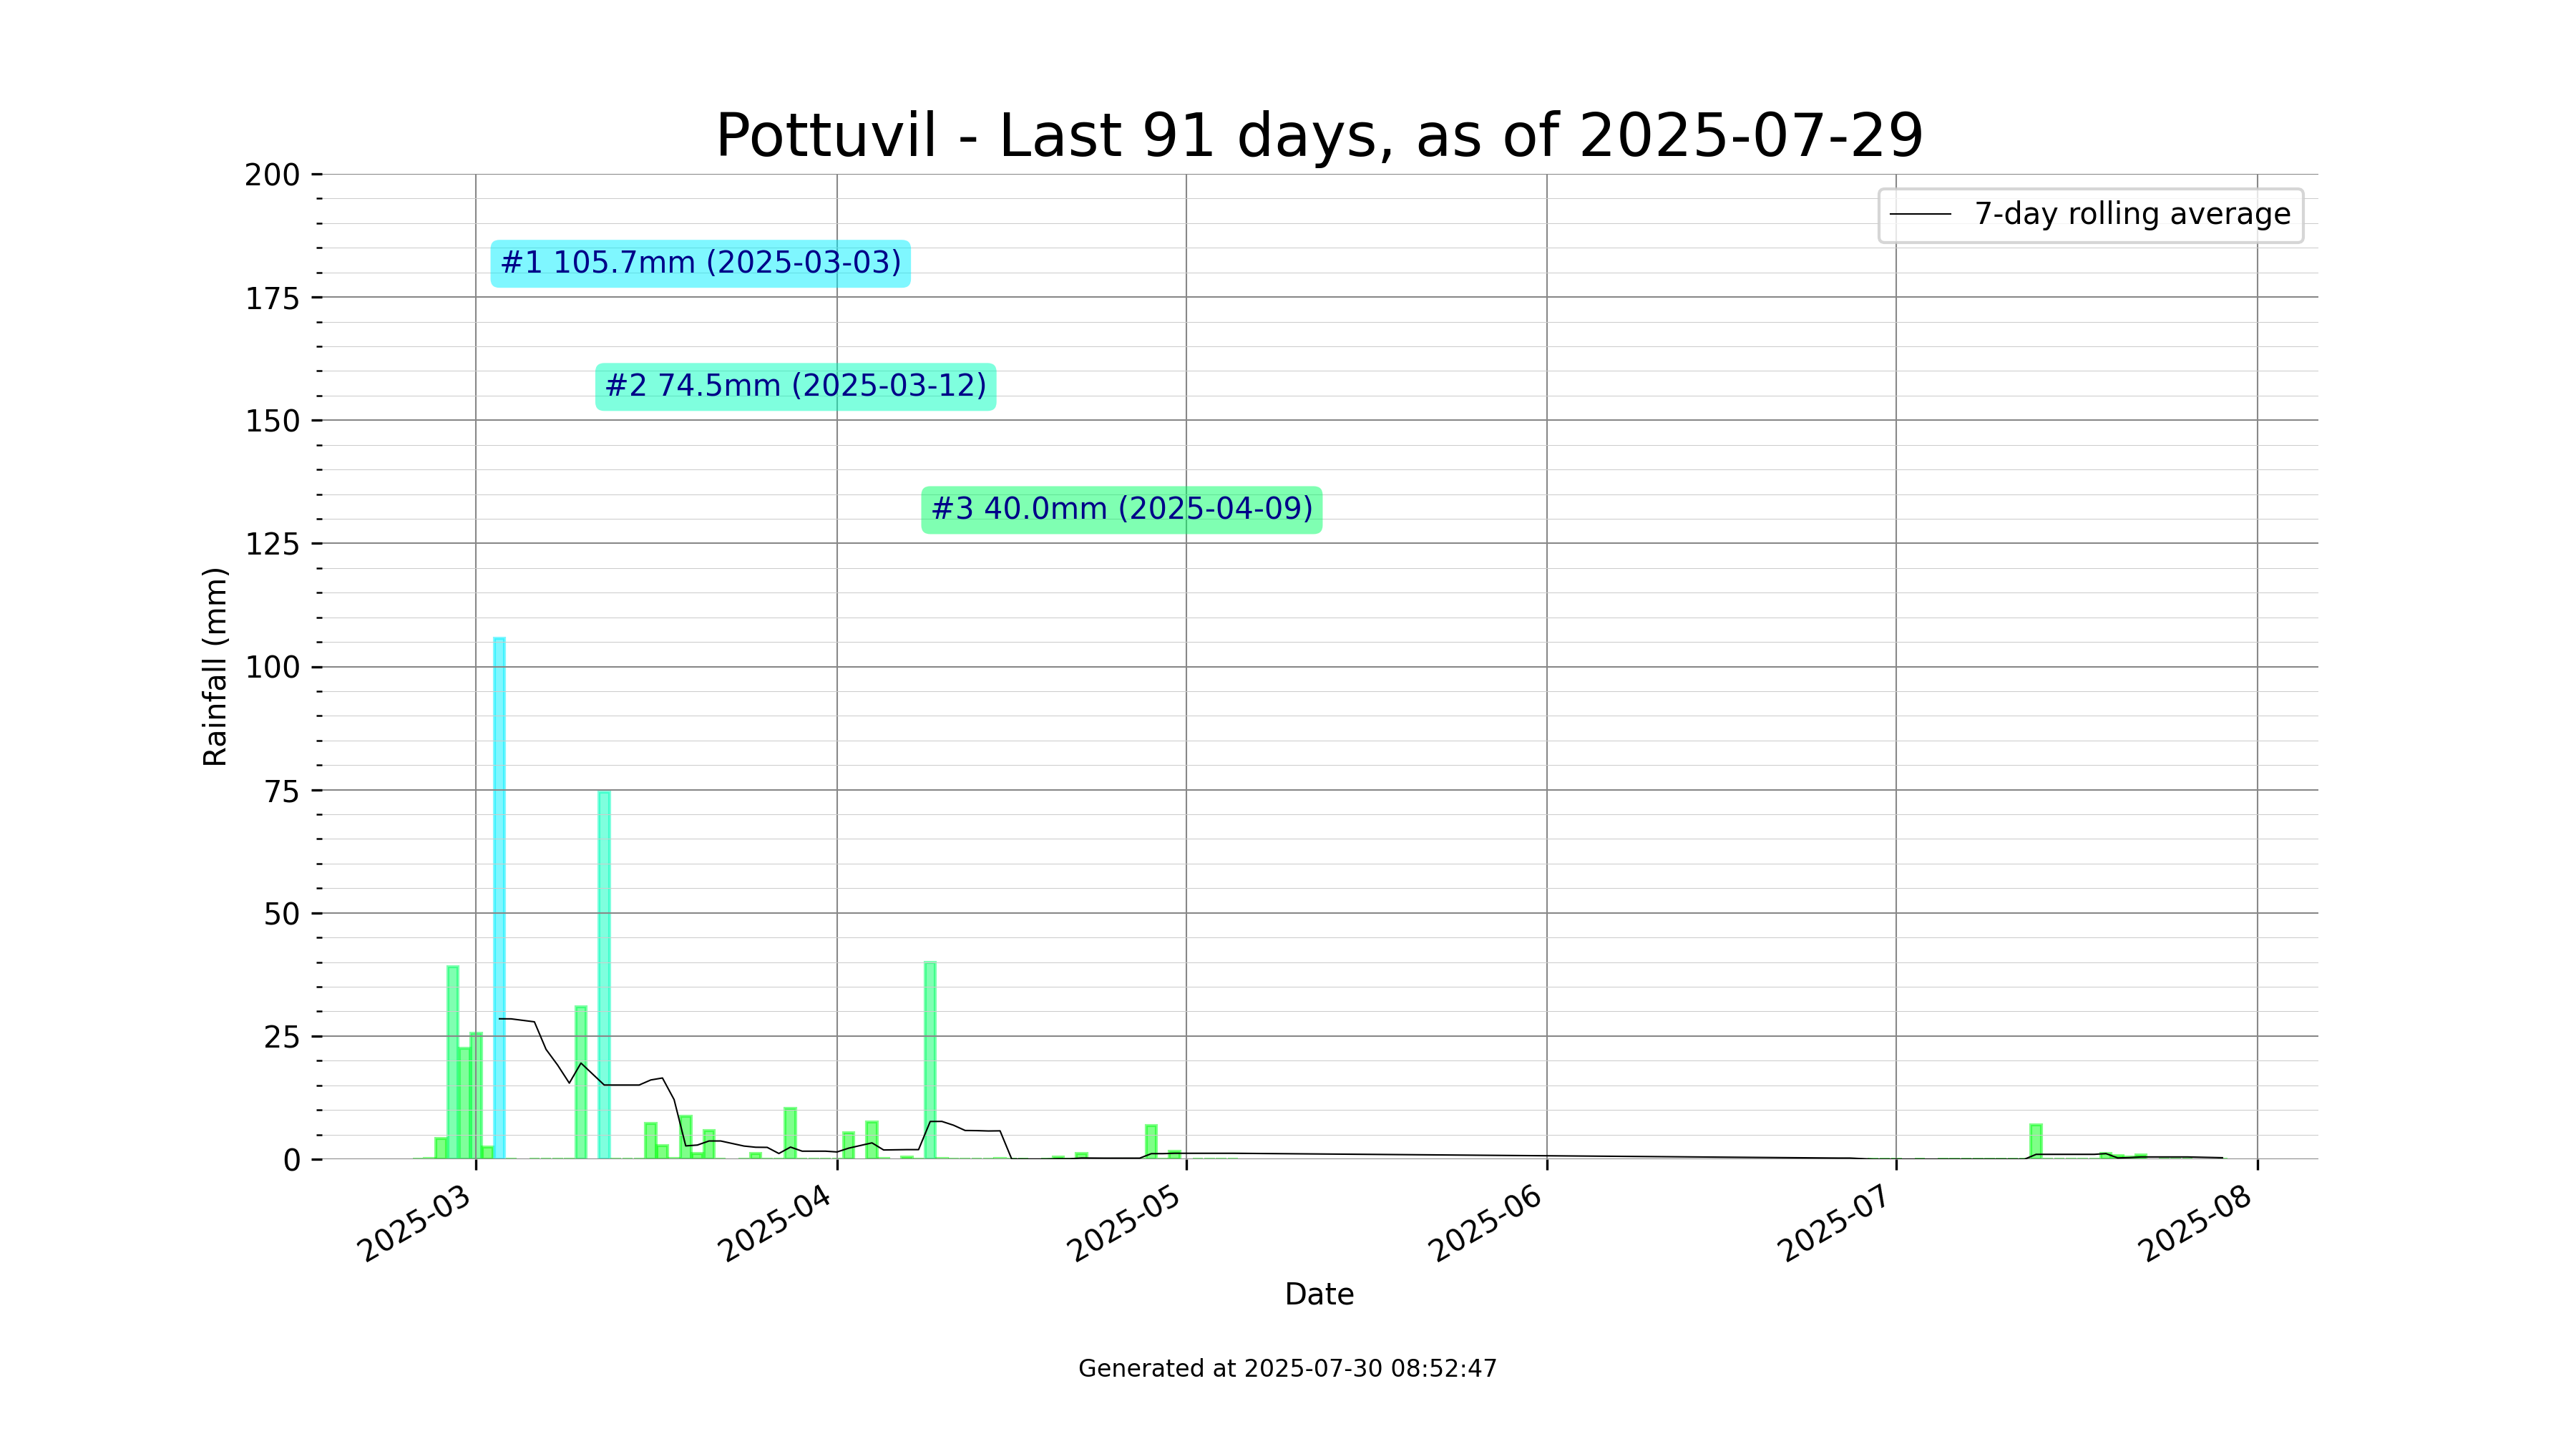 Pottuvil - Last 91 days, as of 2025-07-29
200
175
150
125
100
75
50
25
0
Rainfall (mm)
7-day rolling average
#1 105.7mm (2025-03-03)
#2 74.5mm (2025-03-12)
#3 40.0mm (2025-04-09)
2025-03
2025-04
2025-05
2025-06
2025-07
2025-08
Date
Generated at 2025-07-30 08:52:47